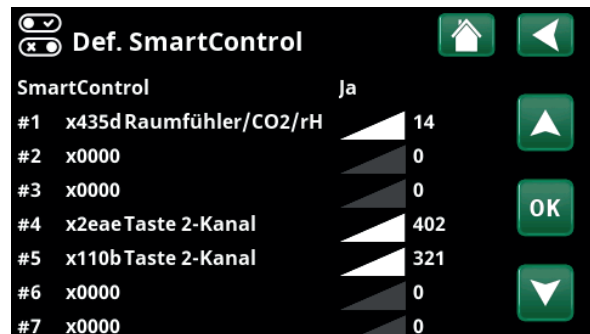 Def. SmartControl
SmartControl Ja
#1 x435d Raumfühler/CO2/rH 14
#2 x0000 0
#3 x0000 0
#4 x2eae Taste 2-Kanal 402
OK
#5 x110b Taste 2-Kanal 321
#6 x0000 0
#7 x0000 0